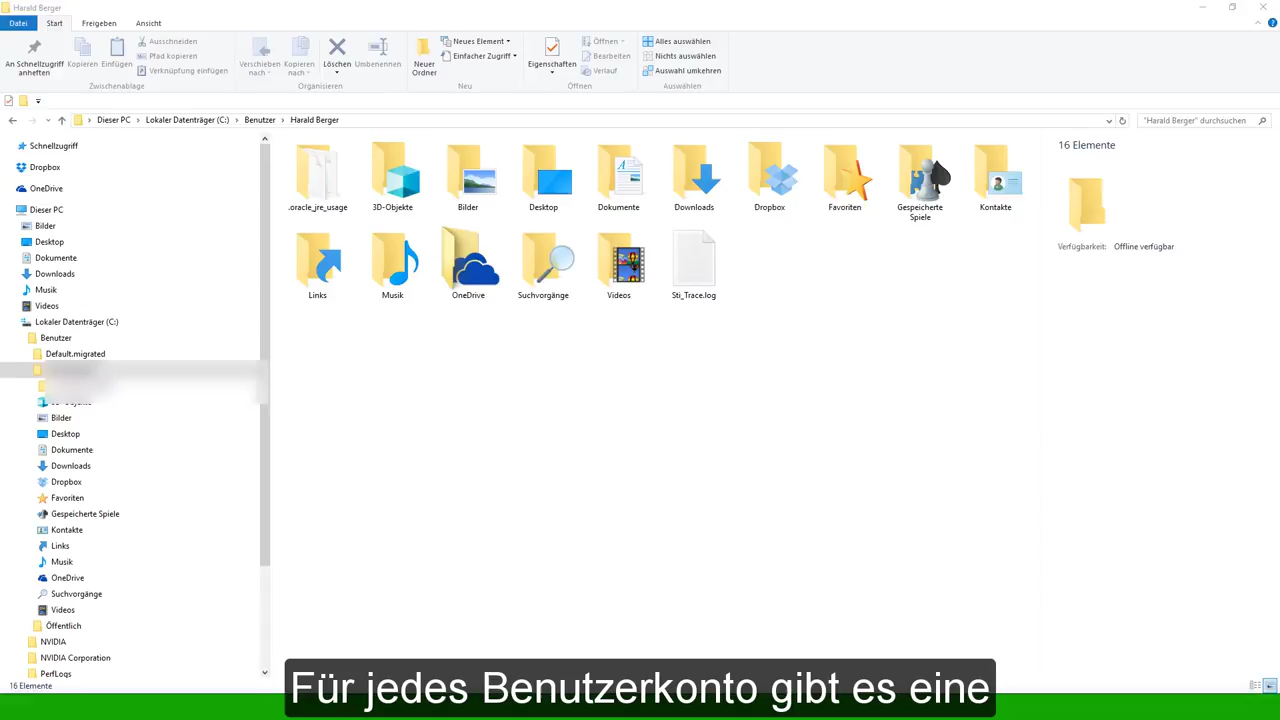 Harald Berger
Datei Start Freigeben Ansicht
An Schnellzugriff anheften
Kopieren
Einfügen
Ausschneiden
Pfad kopieren
Verknüpfung einfügen
Zwischenablage
Verschieben nach
Kopieren nach
Löschen
Umbenennen
Organisieren
Neuer Ordner
Neues Element
Einfacher Zugriff
Neu
Eigenschaften
Öffnen
Bearbeiten
Verlauf
Öffnen
Alles auswählen
Nichts auswählen
Auswahl umkehren
Auswählen
Dieser PC Lokaler Datenträger (C:) Benutzer Harald Berger
"Harald Berger" durchsuchen
Schnellzugriff
Dropbox
OneDrive
Dieser PC
Bilder
Desktop
Dokumente
Downloads
Musik
Videos
Lokaler Datenträger (C:)
Benutzer
Default.migrated
Bilder
Desktop
Dokumente
Downloads
Dropbox
Favoriten
Gespeicherte Spiele
Kontakte
Links
Musik
OneDrive
Suchvorgänge
Videos
Öffentlich
NVIDIA
NVIDIA Corporation
PerfLogs
.oracle_jre_usage
3D-Objekte
Bilder
Desktop
Dokumente
Downloads
Dropbox
Favoriten
Gespeicherte Spiele
Kontakte
Links
Musik
OneDrive
Suchvorgänge
Videos
Sti_Trace.log
16 Elemente
Verfügbarkeit: Offline verfügbar
16 Elemente
Für jedes Benutzerkonto gibt es eine